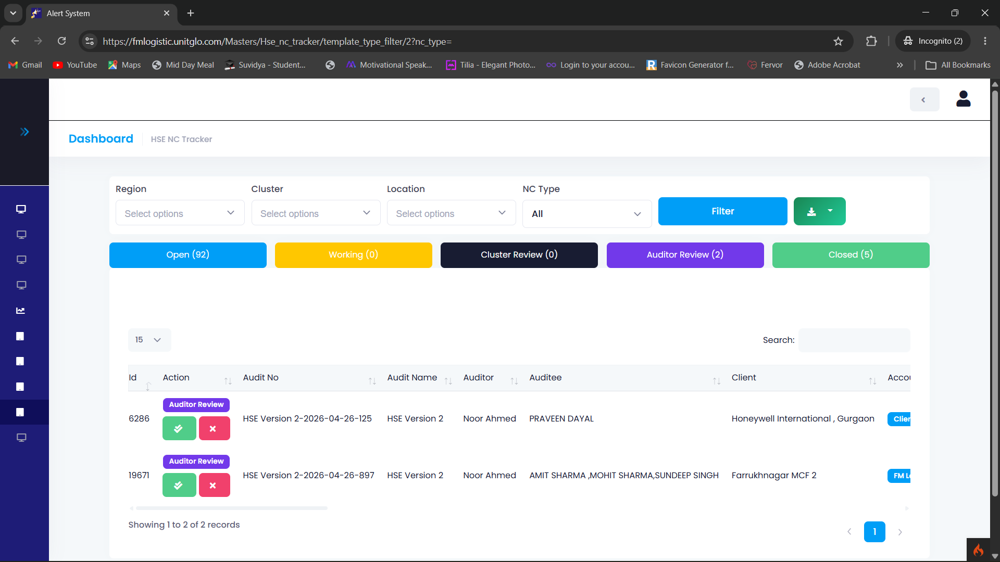 Alert System
https://fmlogistic.unitglo.com/Masters/Hse_nc_tracker/template_type_filter/2?nc_type=
Incognito (2)
Gmail
YouTube
Maps
Mid Day Meal
Suvidya - Student...
Motivational Speak...
Tilia - Elegant Photo...
Login to your accou...
Favicon Generator f...
Fervor
Adobe Acrobat
All Bookmarks
Dashboard
HSE NC Tracker
Region
Cluster
Location
NC Type
Select options
Select options
Select options
All
Filter
Open (92)
Working (0)
Cluster Review (0)
Auditor Review (2)
Closed (5)
15
Search:
Id Action Audit No Audit Name Auditor Auditee Client Accou
Auditor Review
6286 HSE Version 2-2026-04-26-125 HSE Version 2 Noor Ahmed PRAVEEN DAYAL Honeywell International , Gurgaon Clier
Auditor Review
19671 HSE Version 2-2026-04-26-897 HSE Version 2 Noor Ahmed AMIT SHARMA ,MOHIT SHARMA,SUNDEEP SINGH Farrukhnagar MCF 2 FM L
Showing 1 to 2 of 2 records
1